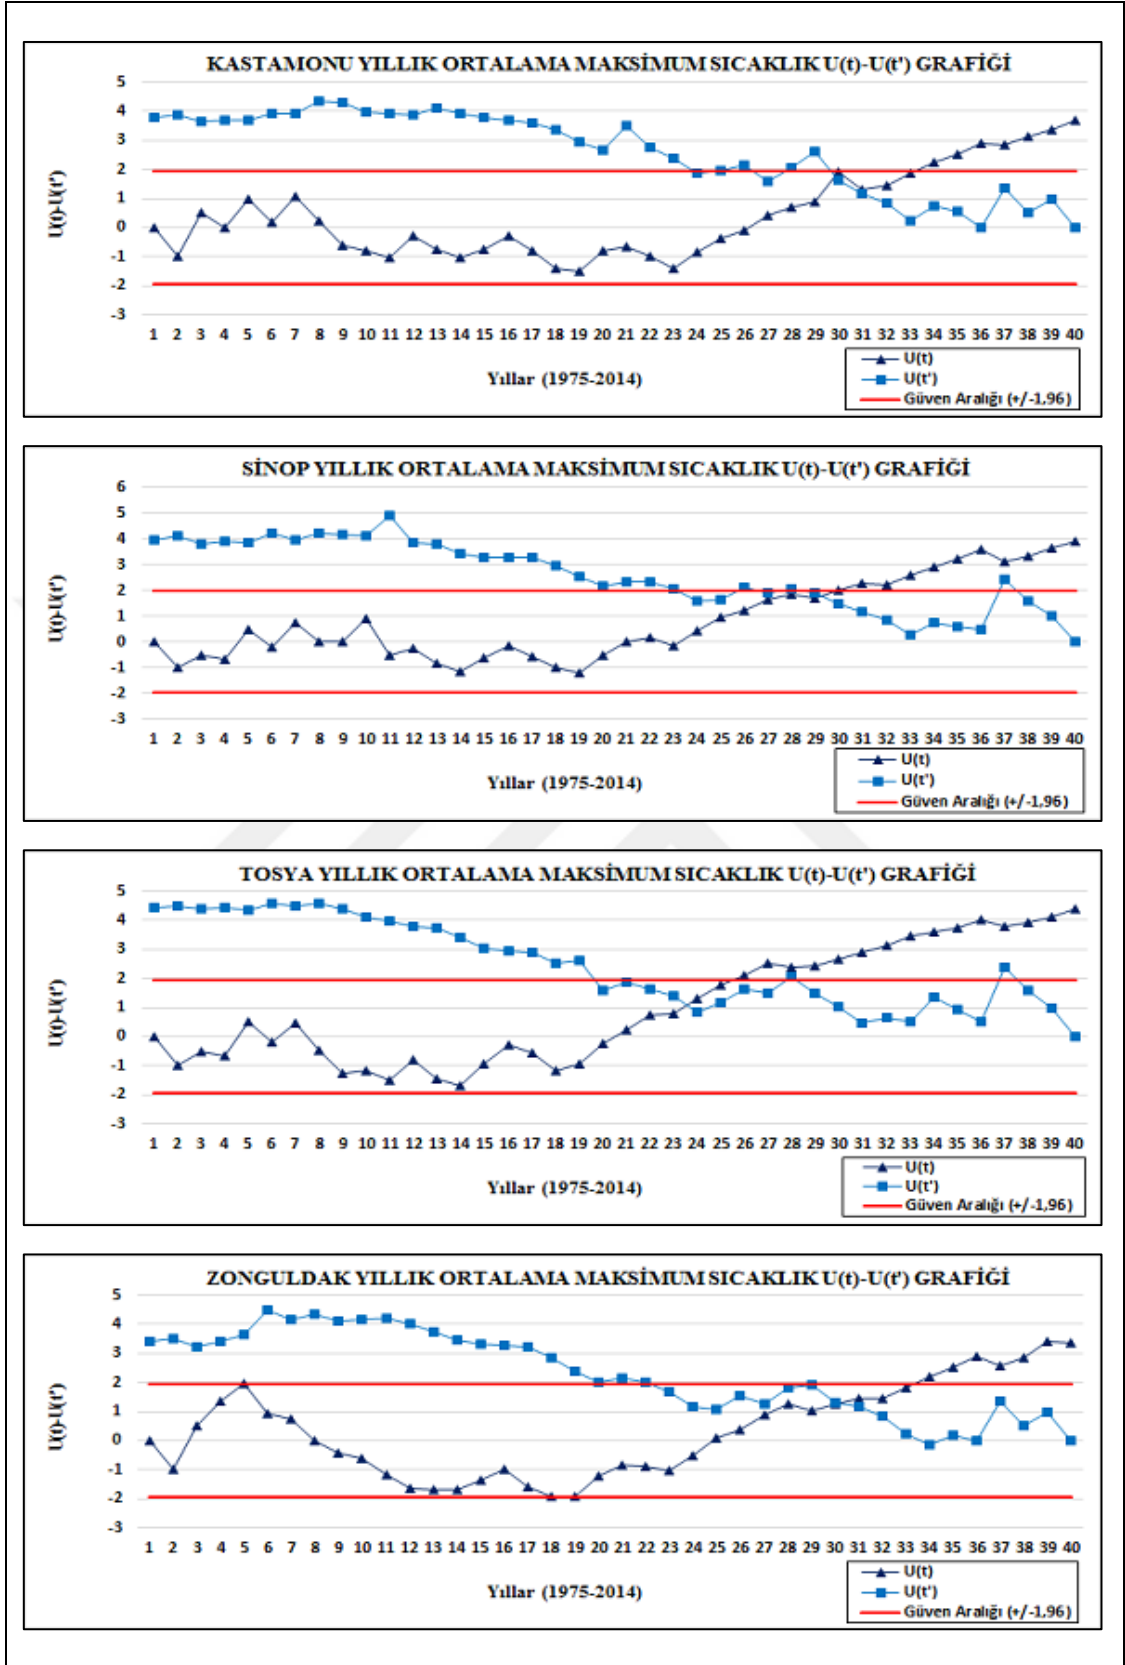 KASTAMONU YILLIK ORTALAMA MAKSİMUM SICAKLIK U(t)-U(t') GRAFİĞİ
5
4
3
2
1
0
-1
-2
-3
U(t)-U(t')
1 2 3 4 5 6 7 8 9 10 11 12 13 14 15 16 17 18 19 20 21 22 23 24 25 26 27 28 29 30 31 32 33 34 35 36 37 38 39 40
Yıllar (1975-2014)
U(t)
U(t')
Güven Aralığı (+/-1,96)
SİNOP YILLIK ORTALAMA MAKSİMUM SICAKLIK U(t)-U(t') GRAFİĞİ
6
5
4
3
2
1
0
-1
-2
-3
U(t)-U(t')
1 2 3 4 5 6 7 8 9 10 11 12 13 14 15 16 17 18 19 20 21 22 23 24 25 26 27 28 29 30 31 32 33 34 35 36 37 38 39 40
Yıllar (1975-2014)
U(t)
U(t')
Güven Aralığı (+/-1,96)
TOSYA YILLIK ORTALAMA MAKSİMUM SICAKLIK U(t)-U(t') GRAFİĞİ
5
4
3
2
1
0
-1
-2
-3
U(t)-U(t')
1 2 3 4 5 6 7 8 9 10 11 12 13 14 15 16 17 18 19 20 21 22 23 24 25 26 27 28 29 30 31 32 33 34 35 36 37 38 39 40
Yıllar (1975-2014)
U(t)
U(t')
Güven Aralığı (+/-1,96)
ZONGULDAK YILLIK ORTALAMA MAKSİMUM SICAKLIK U(t)-U(t') GRAFİĞİ
5
4
3
2
1
0
-1
-2
-3
U(t)-U(t')
1 2 3 4 5 6 7 8 9 10 11 12 13 14 15 16 17 18 19 20 21 22 23 24 25 26 27 28 29 30 31 32 33 34 35 36 37 38 39 40
Yıllar (1975-2014)
U(t)
U(t')
Güven Aralığı (+/-1,96)